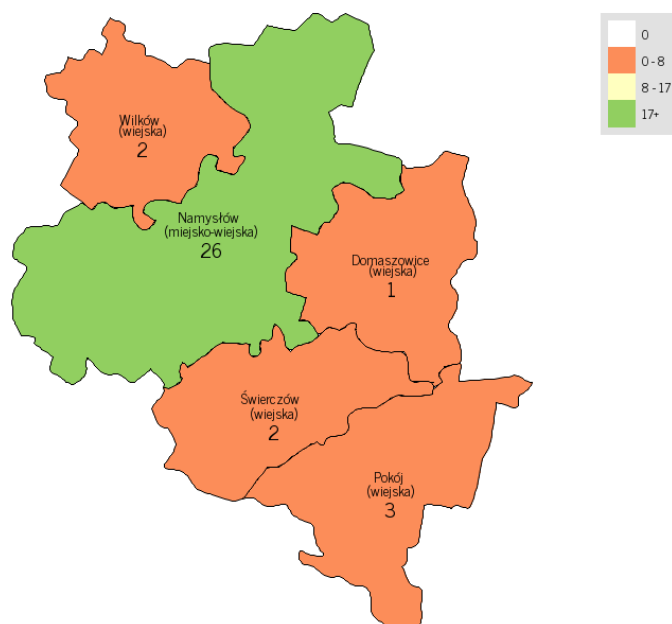 0
0-8
8-17
17+
Wilków
(wiejska)
2
Namysłów
(miejsko-wiejska)
26
Domaszowice
(wiejska)
1
Świerczów
(wiejska)
2
Pokój
(wiejska)
3